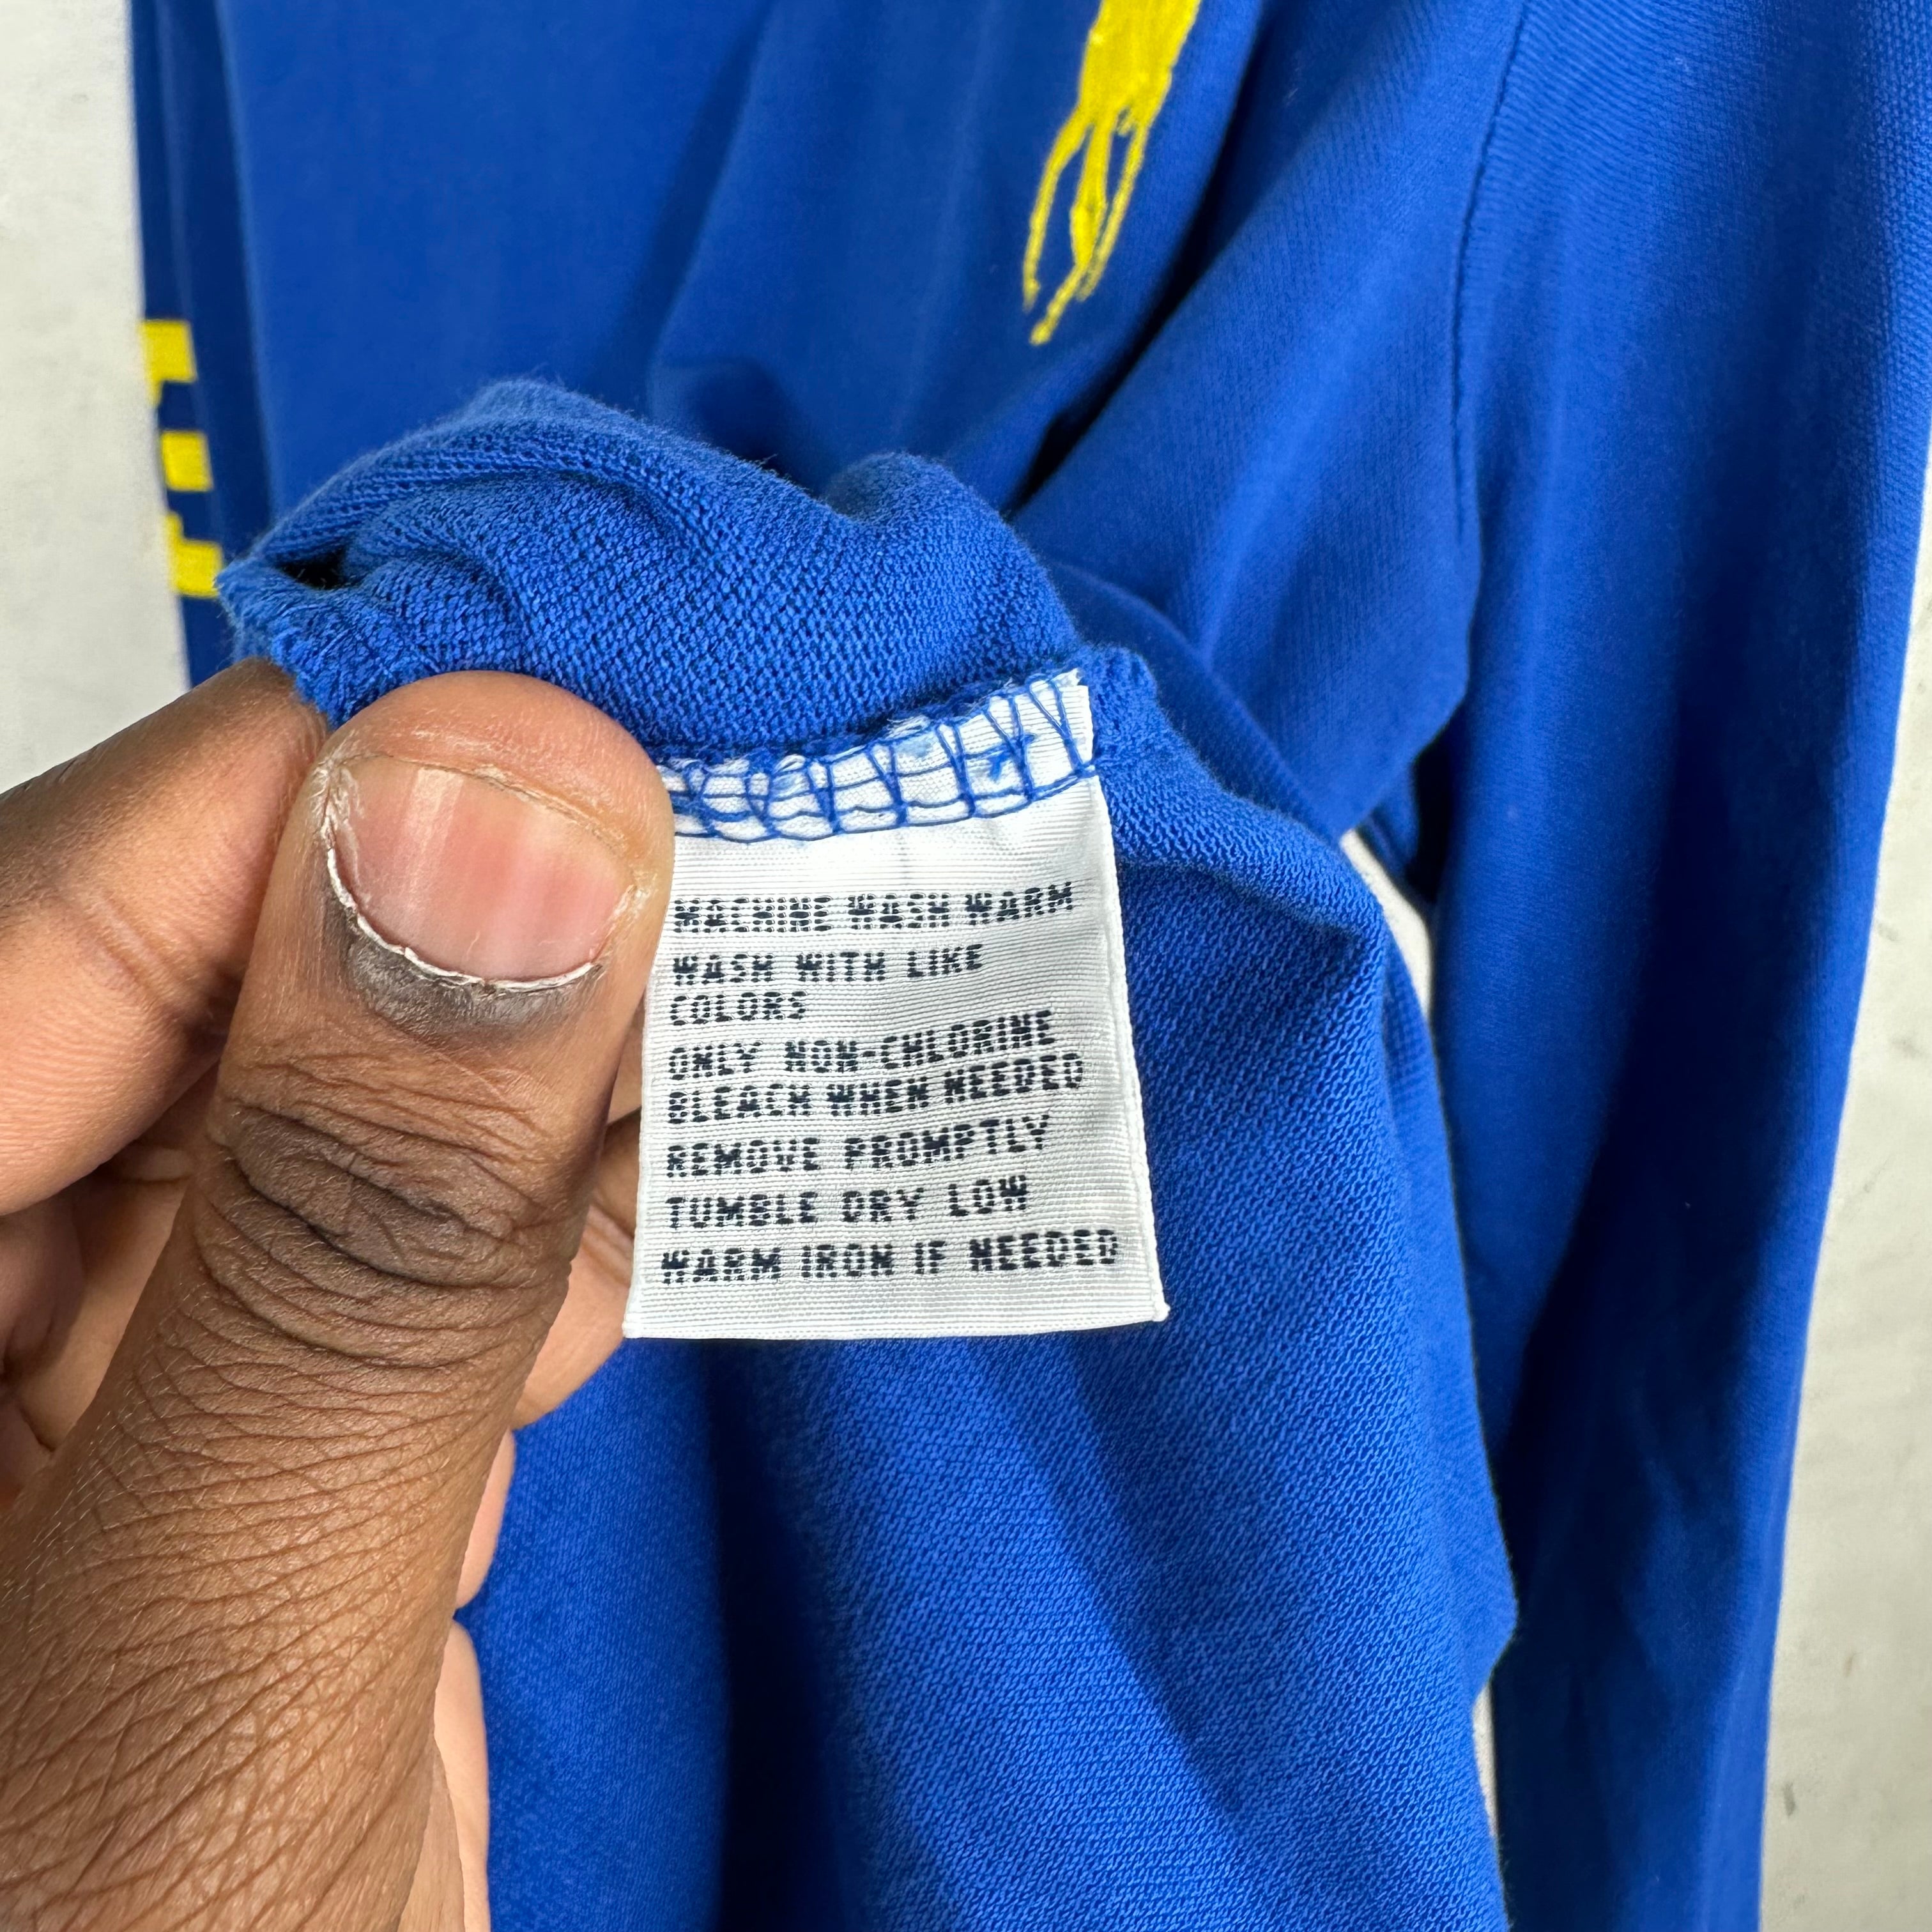 MACHINE WASH WARM
WASH WITH LIKE
COLORS
ONLY NON-CHLORINE
BLEACH WHEN NEEDED
REMOVE PROMPTLY
TUMBLE DRY LOW
WARM IRON IF NEEDED